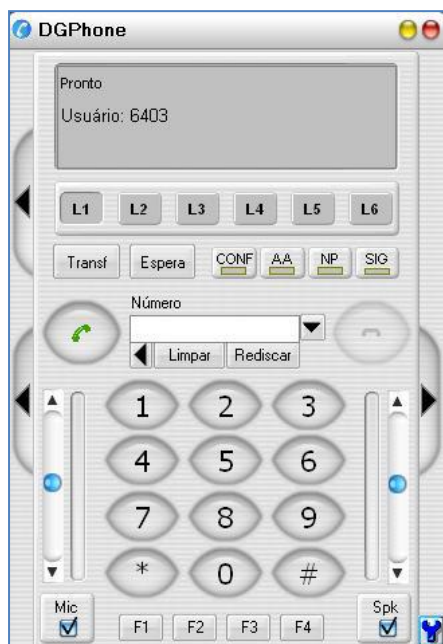 DGPhone
Pronto
Usuário: 6403
L1 L2 L3 L4 L5 L6
Transf Espera CONF AA NP SIG
Número
Limpar Rediscar
1 2 3
4 5 6
7 8 9
* 0 #
Mic F1 F2 F3 F4 Spk